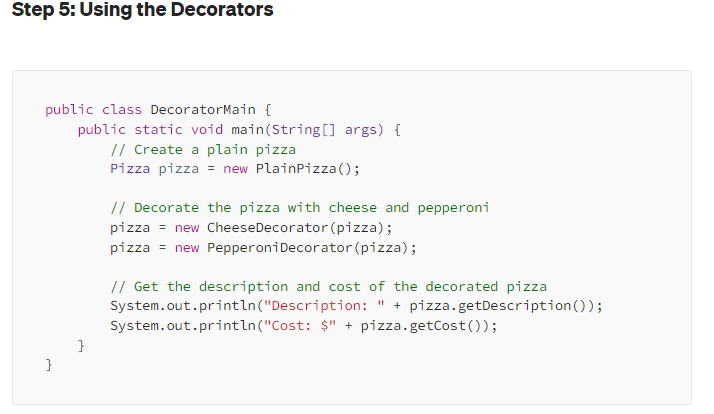 Step 5: Using the Decorators
public class DecoratorMain {
    public static void main(String[] args) {
        // Create a plain pizza
        Pizza pizza = new PlainPizza();

        // Decorate the pizza with cheese and pepperoni
        pizza = new CheeseDecorator(pizza);
        pizza = new PepperoniDecorator(pizza);

        // Get the description and cost of the decorated pizza
        System.out.println("Description: " + pizza.getDescription());
        System.out.println("Cost: $" + pizza.getCost());
    }
}